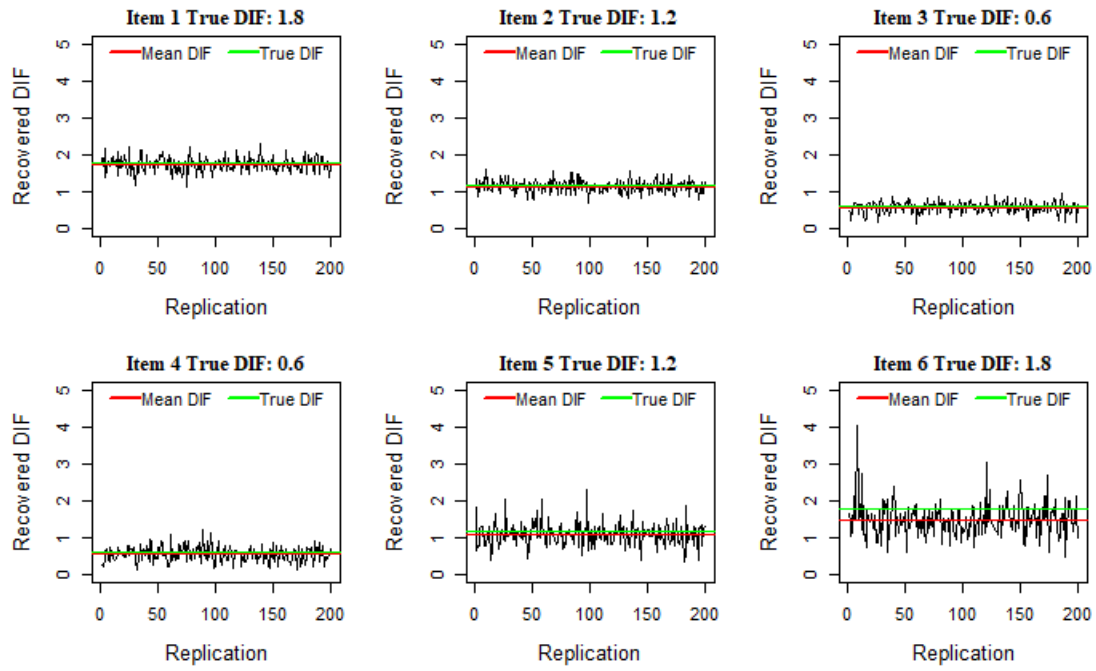 Item 1 True DIF: 1.8
Mean DIF True DIF
Recovered DIF
5
4
3
2
1
0
0 50 100 150 200
Replication
Item 2 True DIF: 1.2
Mean DIF True DIF
Recovered DIF
5
4
3
2
1
0
0 50 100 150 200
Replication
Item 3 True DIF: 0.6
Mean DIF True DIF
Recovered DIF
5
4
3
2
1
0
0 50 100 150 200
Replication
Item 4 True DIF: 0.6
Mean DIF True DIF
Recovered DIF
5
4
3
2
1
0
0 50 100 150 200
Replication
Item 5 True DIF: 1.2
Mean DIF True DIF
Recovered DIF
5
4
3
2
1
0
0 50 100 150 200
Replication
Item 6 True DIF: 1.8
Mean DIF True DIF
Recovered DIF
5
4
3
2
1
0
0 50 100 150 200
Replication